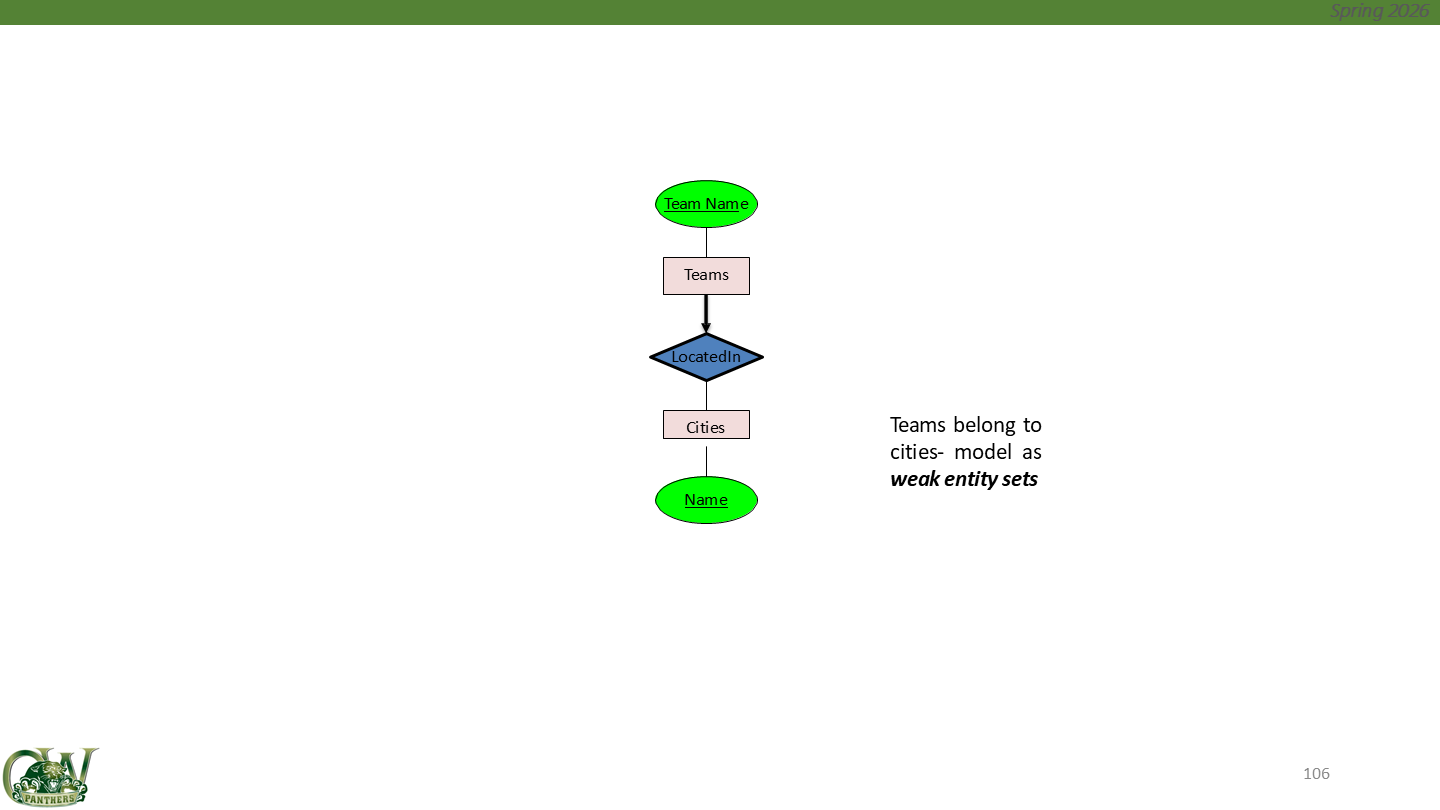 Spring 2026
Team Name
Teams
LocatedIn
Cities
Teams belong to
cities- model as
weak entity sets
Name
OW
PANTHERS
106